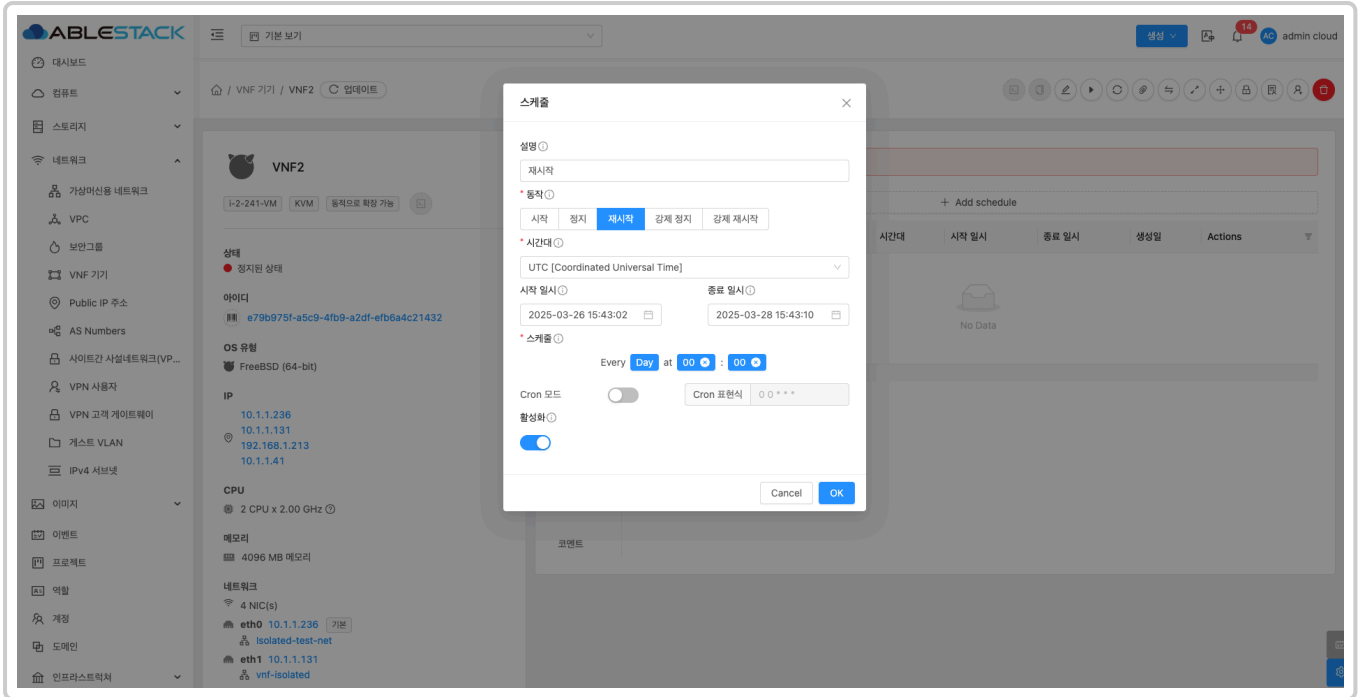 ABLESTACK
기본 보기
생성
14
AC admin cloud
대시보드
컴퓨트
스토리지
네트워크
가상머신용 네트워크
VPC
보안그룹
VNF 기기
Public IP 주소
AS Numbers
사이트간 사설네트워크(VP...
VPN 사용자
VPN 고객 게이트웨이
게스트 VLAN
IPv4 서브넷
이미지
이벤트
프로젝트
역할
계정
도메인
인프라스트럭쳐
/ VNF 기기 / VNF2 업데이트
VNF2
i-2-241-VM KVM 동적으로 확장 가능
상태
정지된 상태
아이디
e79b975f-a5c9-4fb9-a2df-efb6a4c21432
OS 유형
FreeBSD (64-bit)
IP
10.1.1.236
10.1.1.131
192.168.1.213
10.1.1.41
CPU
2 CPU x 2.00 GHz
메모리
4096 MB 메모리
네트워크
4 NIC(s)
eth0 10.1.1.236 기본
Isolated-test-net
eth1 10.1.1.131
vnf-isolated
스케줄
설명
재시작
* 동작
시작 정지 재시작 강제 정지 강제 재시작
* 시간대
UTC [Coordinated Universal Time]
시작 일시 종료 일시
2025-03-26 15:43:02 2025-03-28 15:43:10
* 스케줄
Every Day at 00 : 00
Cron 모드 Cron 표현식 0 0 * * *
활성화
Cancel OK
+ Add schedule
시간대 시작 일시 종료 일시 생성일 Actions
No Data
코멘트